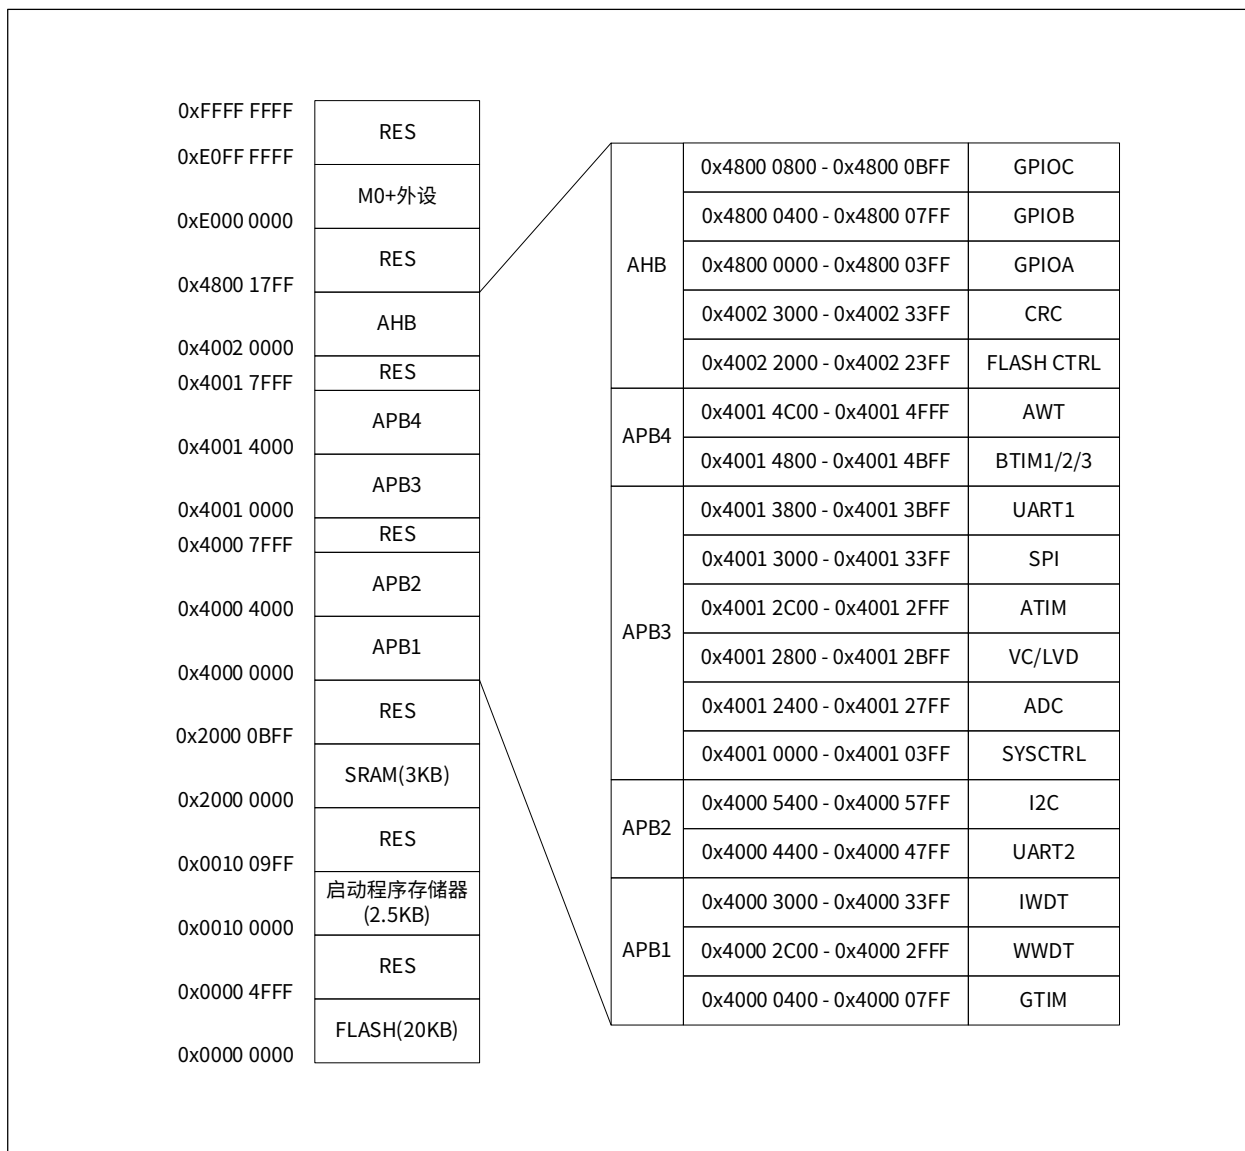 0xFFFF FFFF
RES
0xE0FF FFFF
M0+外设
0xE000 0000
RES
0x4800 17FF
AHB
0x4002 0000
RES
0x4001 7FFF
APB4
0x4001 4000
APB3
0x4001 0000
RES
0x4000 7FFF
APB2
0x4000 4000
APB1
0x4000 0000
RES
0x2000 0BFF
SRAM(3KB)
0x2000 0000
RES
0x0010 09FF
启动程序存储器
(2.5KB)
0x0010 0000
RES
0x0000 4FFF
FLASH(20KB)
0x0000 0000
AHB
0x4800 0800 - 0x4800 0BFF GPIOC
0x4800 0400 - 0x4800 07FF GPIOB
0x4800 0000 - 0x4800 03FF GPIOA
0x4002 3000 - 0x4002 33FF CRC
0x4002 2000 - 0x4002 23FF FLASH CTRL
APB4
0x4001 4C00 - 0x4001 4FFF AWT
0x4001 4800 - 0x4001 4BFF BTIM1/2/3
APB3
0x4001 3800 - 0x4001 3BFF UART1
0x4001 3000 - 0x4001 33FF SPI
0x4001 2C00 - 0x4001 2FFF ATIM
0x4001 2800 - 0x4001 2BFF VC/LVD
0x4001 2400 - 0x4001 27FF ADC
0x4001 0000 - 0x4001 03FF SYSCTRL
APB2
0x4000 5400 - 0x4000 57FF I2C
0x4000 4400 - 0x4000 47FF UART2
APB1
0x4000 3000 - 0x4000 33FF IWDT
0x4000 2C00 - 0x4000 2FFF WWDT
0x4000 0400 - 0x4000 07FF GTIM